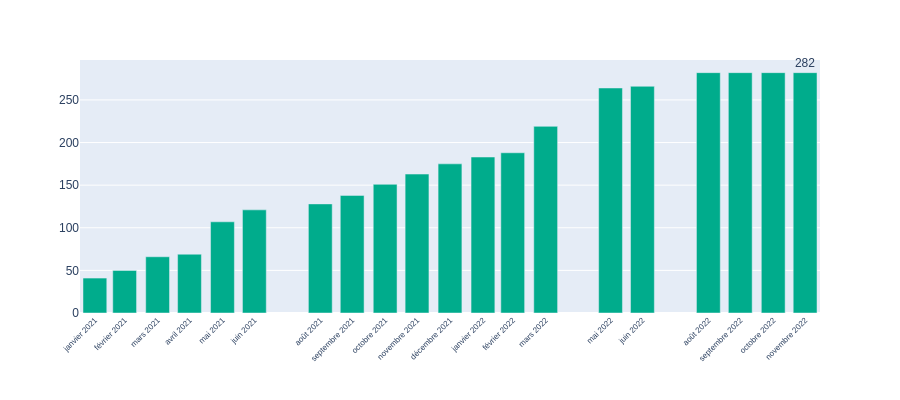 282
250
200
150
100
50
0
janvier 2021
février 2021
mars 2021
avril 2021
mai 2021
juin 2021
août 2021
septembre 2021
octobre 2021
novembre 2021
décembre 2021
janvier 2022
février 2022
mars 2022
mai 2022
juin 2022
août 2022
septembre 2022
octobre 2022
novembre 2022